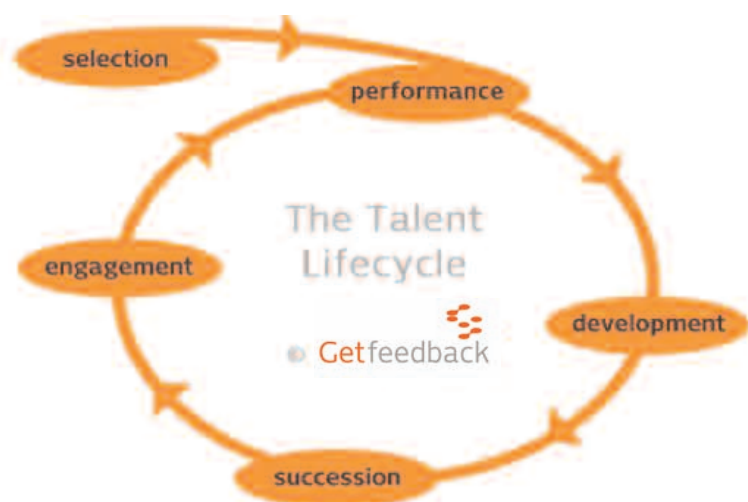 selection
performance
The Talent
Lifecycle
engagement
development
© Getfeedback
succession